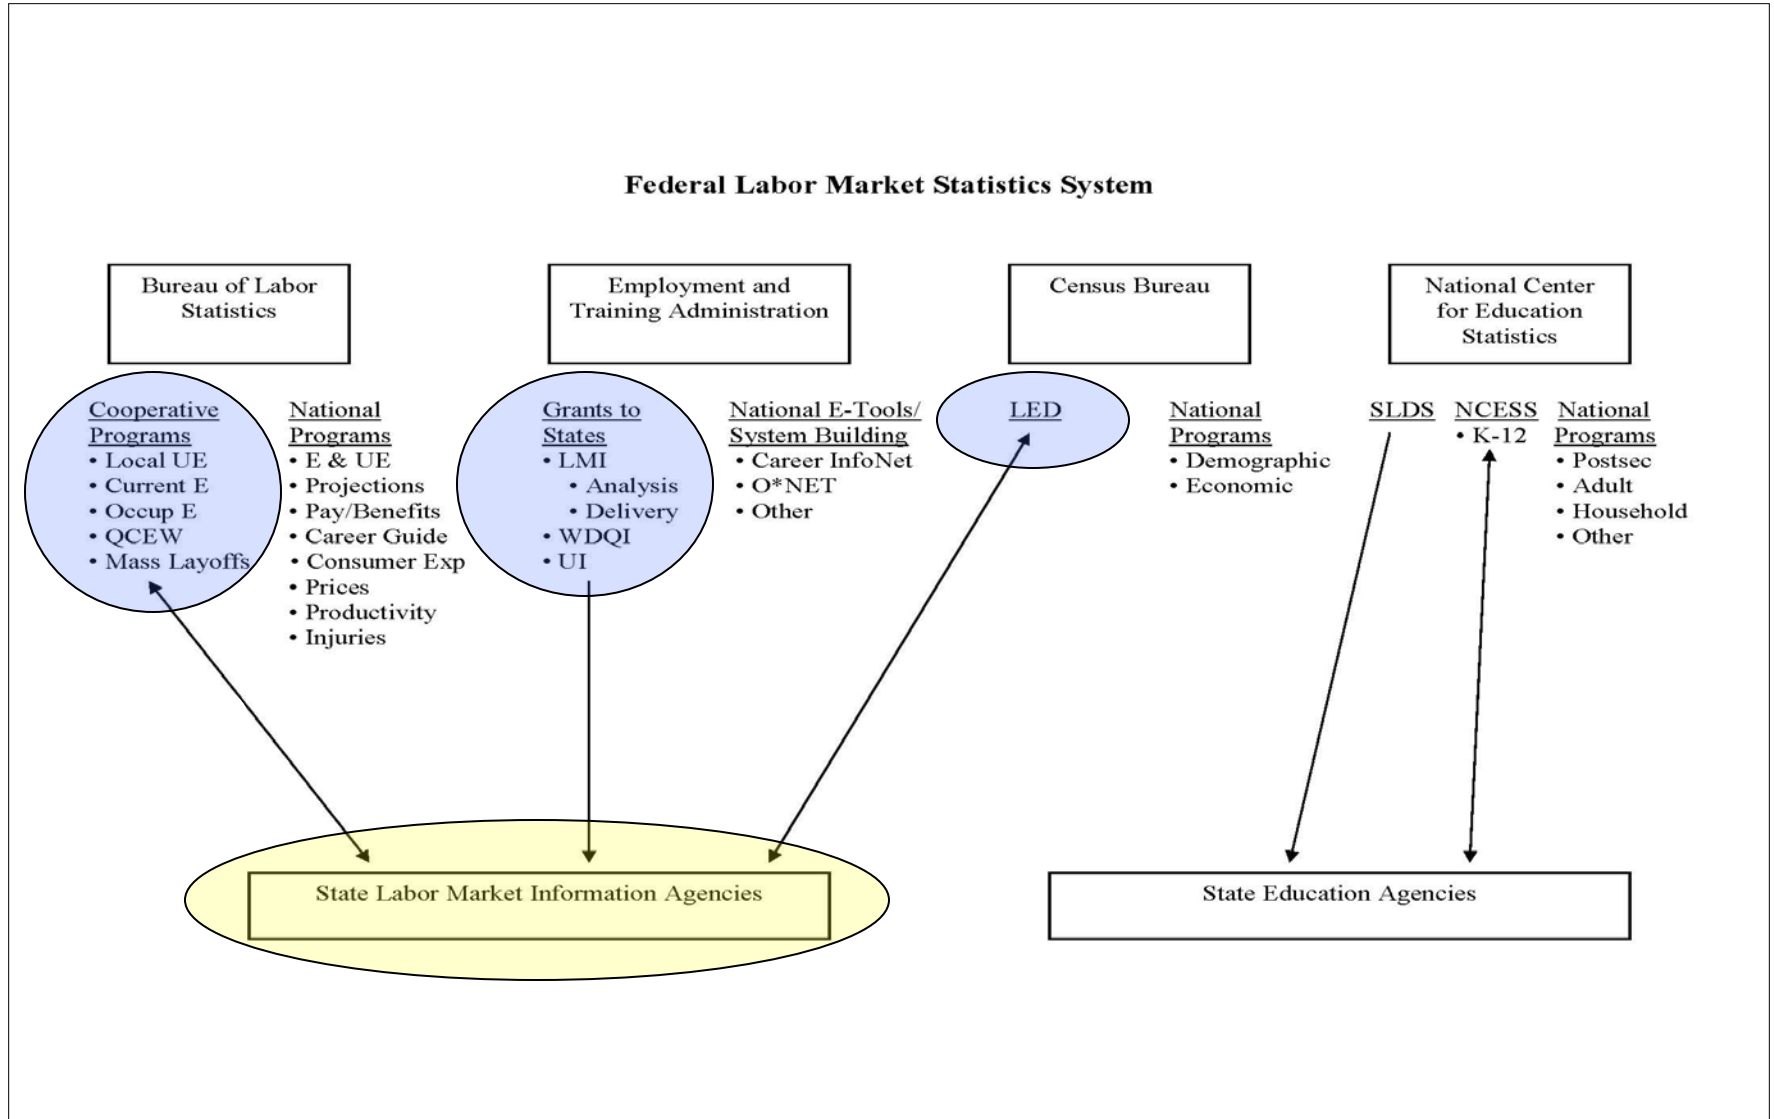 Federal Labor Market Statistics System
Bureau of Labor
Statistics
Employment and
Training Administration
Census Bureau
National Center
for Education
Statistics
Cooperative
Programs
• Local UE
• Current E
• Occup E
• QCEW
• Mass Layoffs
National
Programs
• E & UE
• Projections
• Pay/Benefits
• Career Guide
• Consumer Exp
• Prices
• Productivity
• Injuries
Grants to
States
• LMI
• Analysis
• Delivery
• WDQI
• UI
National E-Tools/
System Building
• Career InfoNet
• O*NET
• Other
LED
National
Programs
• Demographic
• Economic
SLDS
NCESS
• K-12
National
Programs
• Postsec
• Adult
• Household
• Other
State Labor Market Information Agencies
State Education Agencies